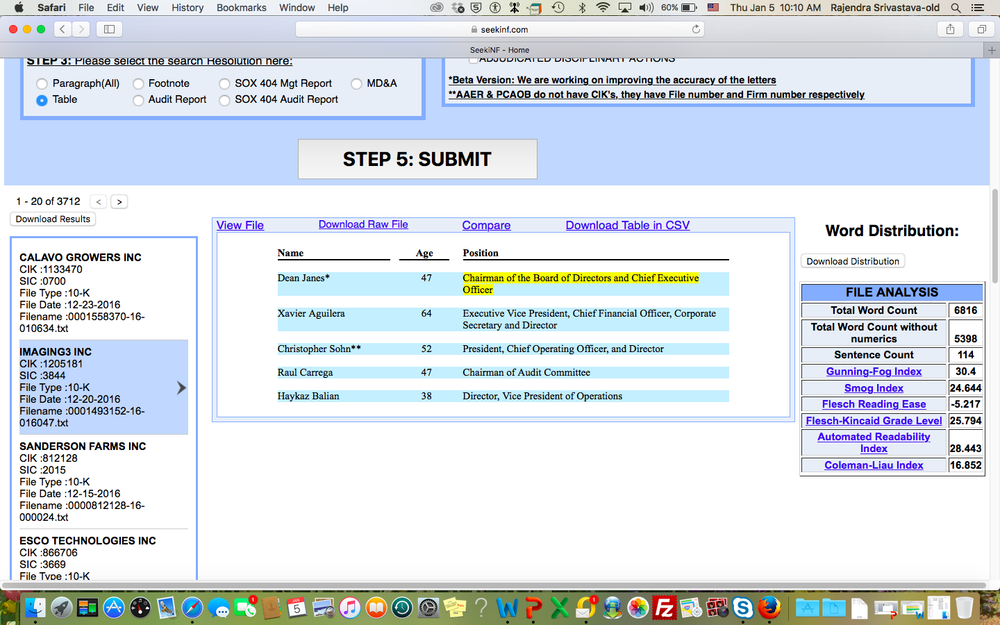 Safari File Edit View History Bookmarks Window Help
60% Thu Jan 5 10:10 AM Rajendra Srivastava-old
seekinf.com
SeekiNF - Home
STEP 3: Please select the search Resolution here:
Paragraph(All) Footnote SOX 404 Mgt Report MD&A
Table Audit Report SOX 404 Audit Report
ADJUDICATED DISCIPLINARY ACTIONS
*Beta Version: We are working on improving the accuracy of the letters
**AAER & PCAOB do not have CIK's, they have File number and Firm number respectively
STEP 5: SUBMIT
1 - 20 of 3712 < >
Download Results
CALAVO GROWERS INC
CIK :1133470
SIC :0700
File Type :10-K
File Date :12-23-2016
Filename :0001558370-16-
010634.txt
IMAGING3 INC
CIK :1205181
SIC :3844
File Type :10-K
File Date :12-20-2016
Filename :0001493152-16-
016047.txt
SANDERSON FARMS INC
CIK :812128
SIC :2015
File Type :10-K
File Date :12-15-2016
Filename :0000812128-16-
000024.txt
ESCO TECHNOLOGIES INC
CIK :866706
SIC :3669
File Type :10-K
View File Download Raw File Compare Download Table in CSV
Name Age Position
Dean Janes* 47 Chairman of the Board of Directors and Chief Executive
Officer
Xavier Aguilera 64 Executive Vice President, Chief Financial Officer, Corporate
Secretary and Director
Christopher Sohn** 52 President, Chief Operating Officer, and Director
Raul Carrega 47 Chairman of Audit Committee
Haykaz Balian 38 Director, Vice President of Operations
Word Distribution:
Download Distribution
FILE ANALYSIS
Total Word Count 6816
Total Word Count without
numerics 5398
Sentence Count 114
Gunning-Fog Index 30.4
Smog Index 24.644
Flesch Reading Ease -5.217
Flesch-Kincaid Grade Level 25.794
Automated Readability
Index 28.443
Coleman-Liau Index 16.852
JAN
5
1
1